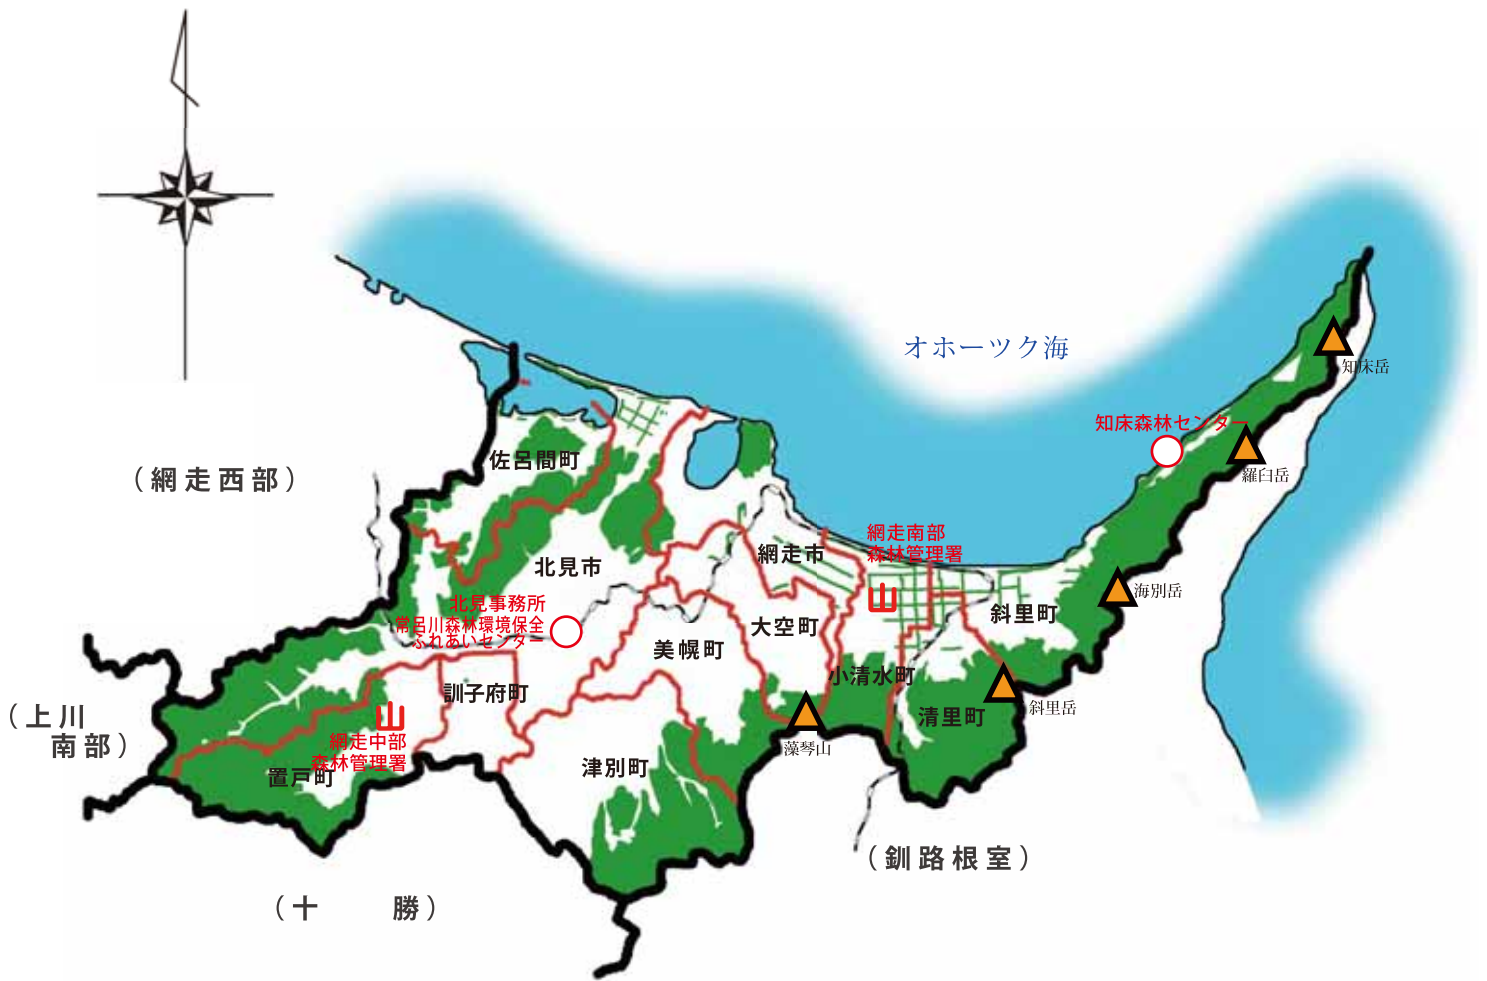 オホーツク海
知床岳
知床森林センター
羅臼岳
佐呂間町
（網走西部）
網走南部
森林管理署
網走市
北見市
海別岳
北見事務所
常呂川森林環境保全
ふれあいセンター
斜里町
大空町
美幌町
小清水町
訓子府町
斜里岳
（上川
南部）
清里町
網走中部
森林管理署
藻琴山
置戸町
津別町
（釧路根室）
（十　　勝）